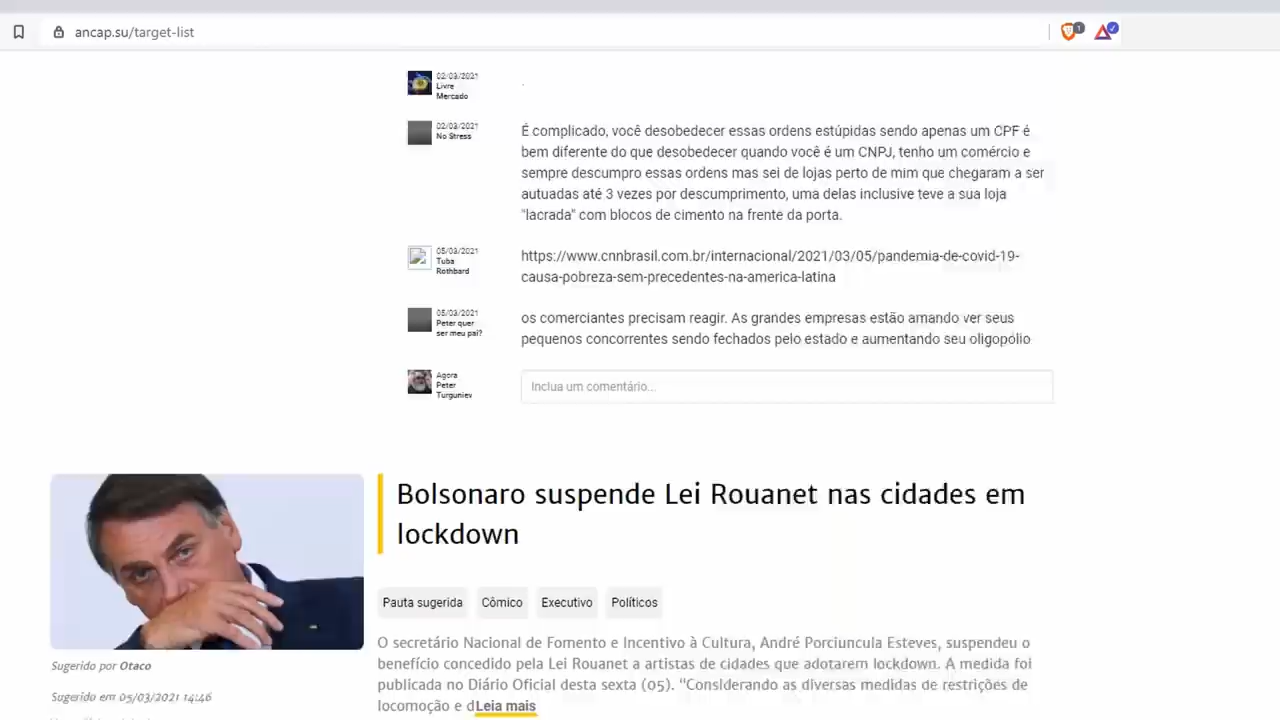 ancap.su/target-list
1
02/03/2021
Livre
Mercado
.
02/03/2021
No Stress
É complicado, você desobedecer essas ordens estúpidas sendo apenas um CPF é
bem diferente do que desobedecer quando você é um CNPJ, tenho um comércio e
sempre descumpro essas ordens mas sei de lojas perto de mim que chegaram a ser
autuadas até 3 vezes por descumprimento, uma delas inclusive teve a sua loja
"lacrada" com blocos de cimento na frente da porta.
05/03/2021
Tuba
Rothbard
https://www.cnnbrasil.com.br/internacional/2021/03/05/pandemia-de-covid-19-
causa-pobreza-sem-precedentes-na-america-latina
05/03/2021
Peter quer
ser meu pai?
os comerciantes precisam reagir. As grandes empresas estão amando ver seus
pequenos concorrentes sendo fechados pelo estado e aumentando seu oligopólio
Agora
Peter
Turguniev
Inclua um comentário...
Bolsonaro suspende Lei Rouanet nas cidades em
lockdown
Pauta sugerida Cômico Executivo Políticos
O secretário Nacional de Fomento e Incentivo à Cultura, André Porciuncula Esteves, suspendeu o
benefício concedido pela Lei Rouanet a artistas de cidades que adotarem lockdown. A medida foi
publicada no Diário Oficial desta sexta (05). "Considerando as diversas medidas de restrições de
locomoção e dLeia mais
Sugerido por Otaco
Sugerido em 05/03/2021 14:46